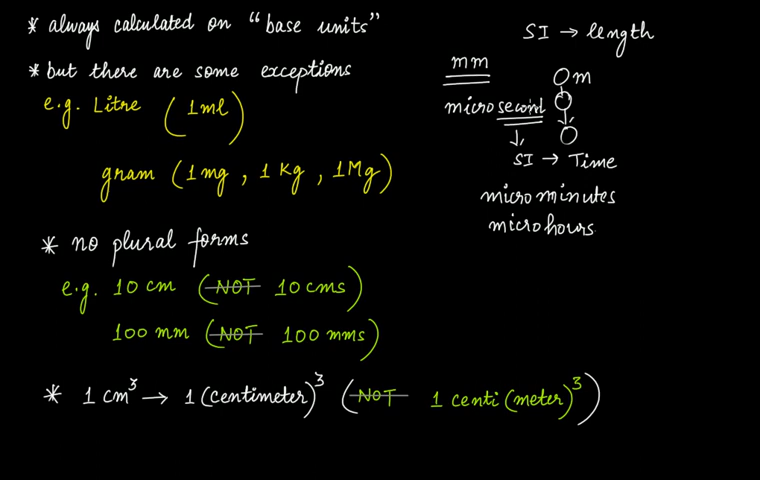 * always calculated on "base units"
* but there are some exceptions
e.g. Litre (1ml)
gram (1mg, 1Kg, 1Mg)
* no plural forms
e.g. 10 cm (NOT 10 cms)
100 mm (NOT 100 mms)
* 1 cm³ → 1 (centimeter)³ (NOT 1 centi(meter)³)
SI → length
mm
m
microsecond
SI → Time
microminutes
microhours